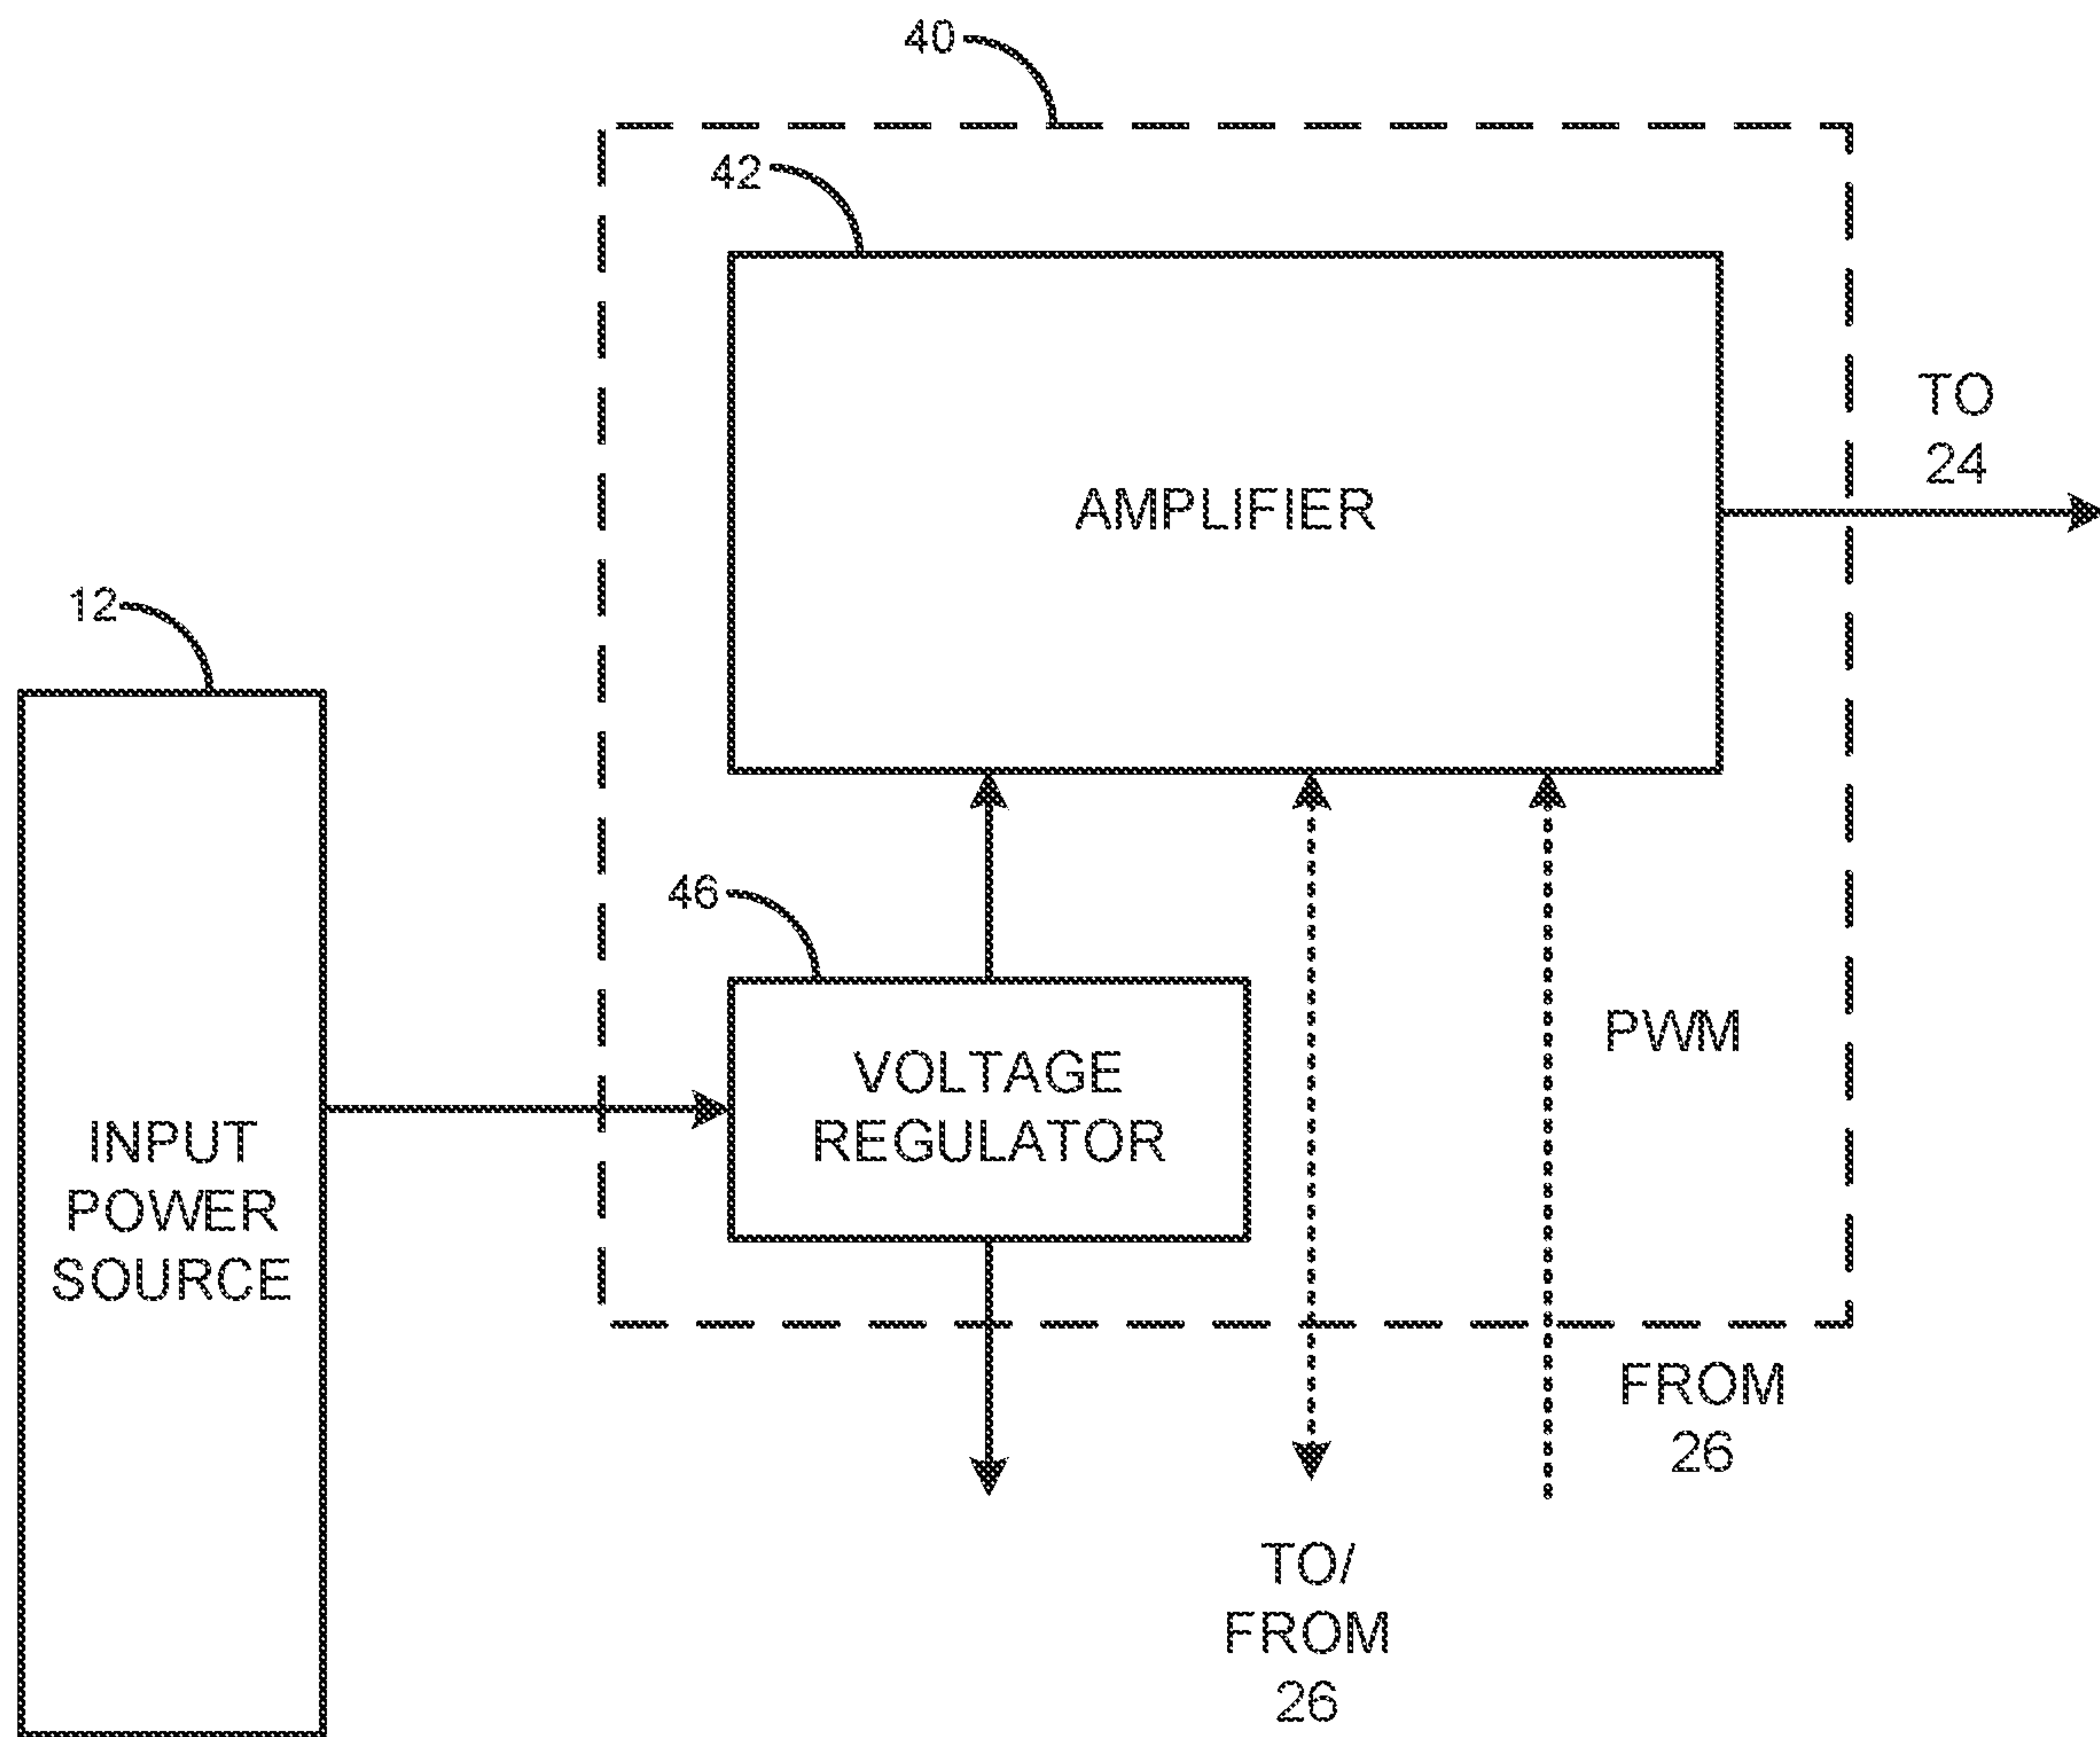 40
42
AMPLIFIER
TO
24
12
46
VOLTAGE
REGULATOR
PWM
INPUT
POWER
SOURCE
FROM
26
TO/
FROM
26